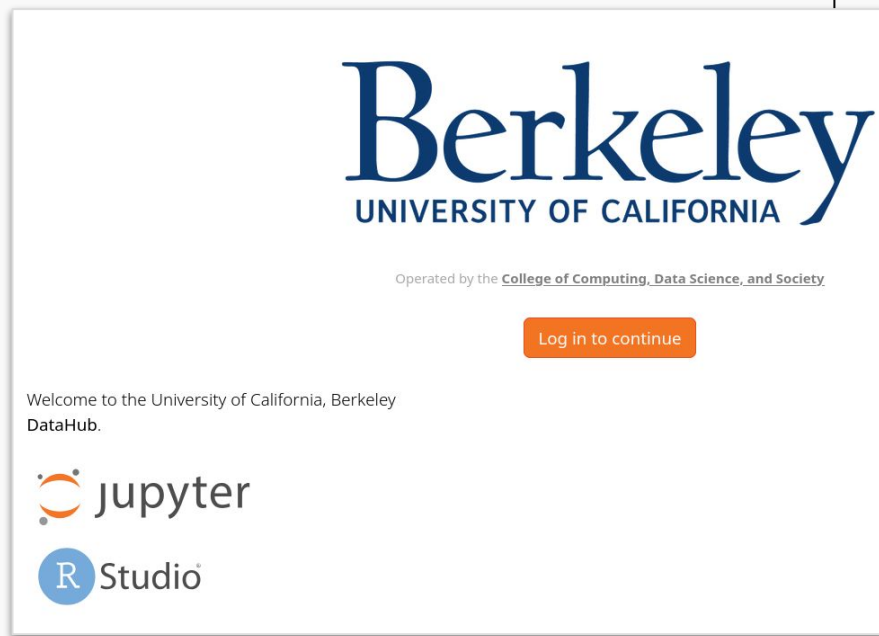 Berkeley
UNIVERSITY OF CALIFORNIA
Operated by the College of Computing, Data Science, and Society
Log in to continue
Welcome to the University of California, Berkeley
DataHub.
jupyter
R Studio®